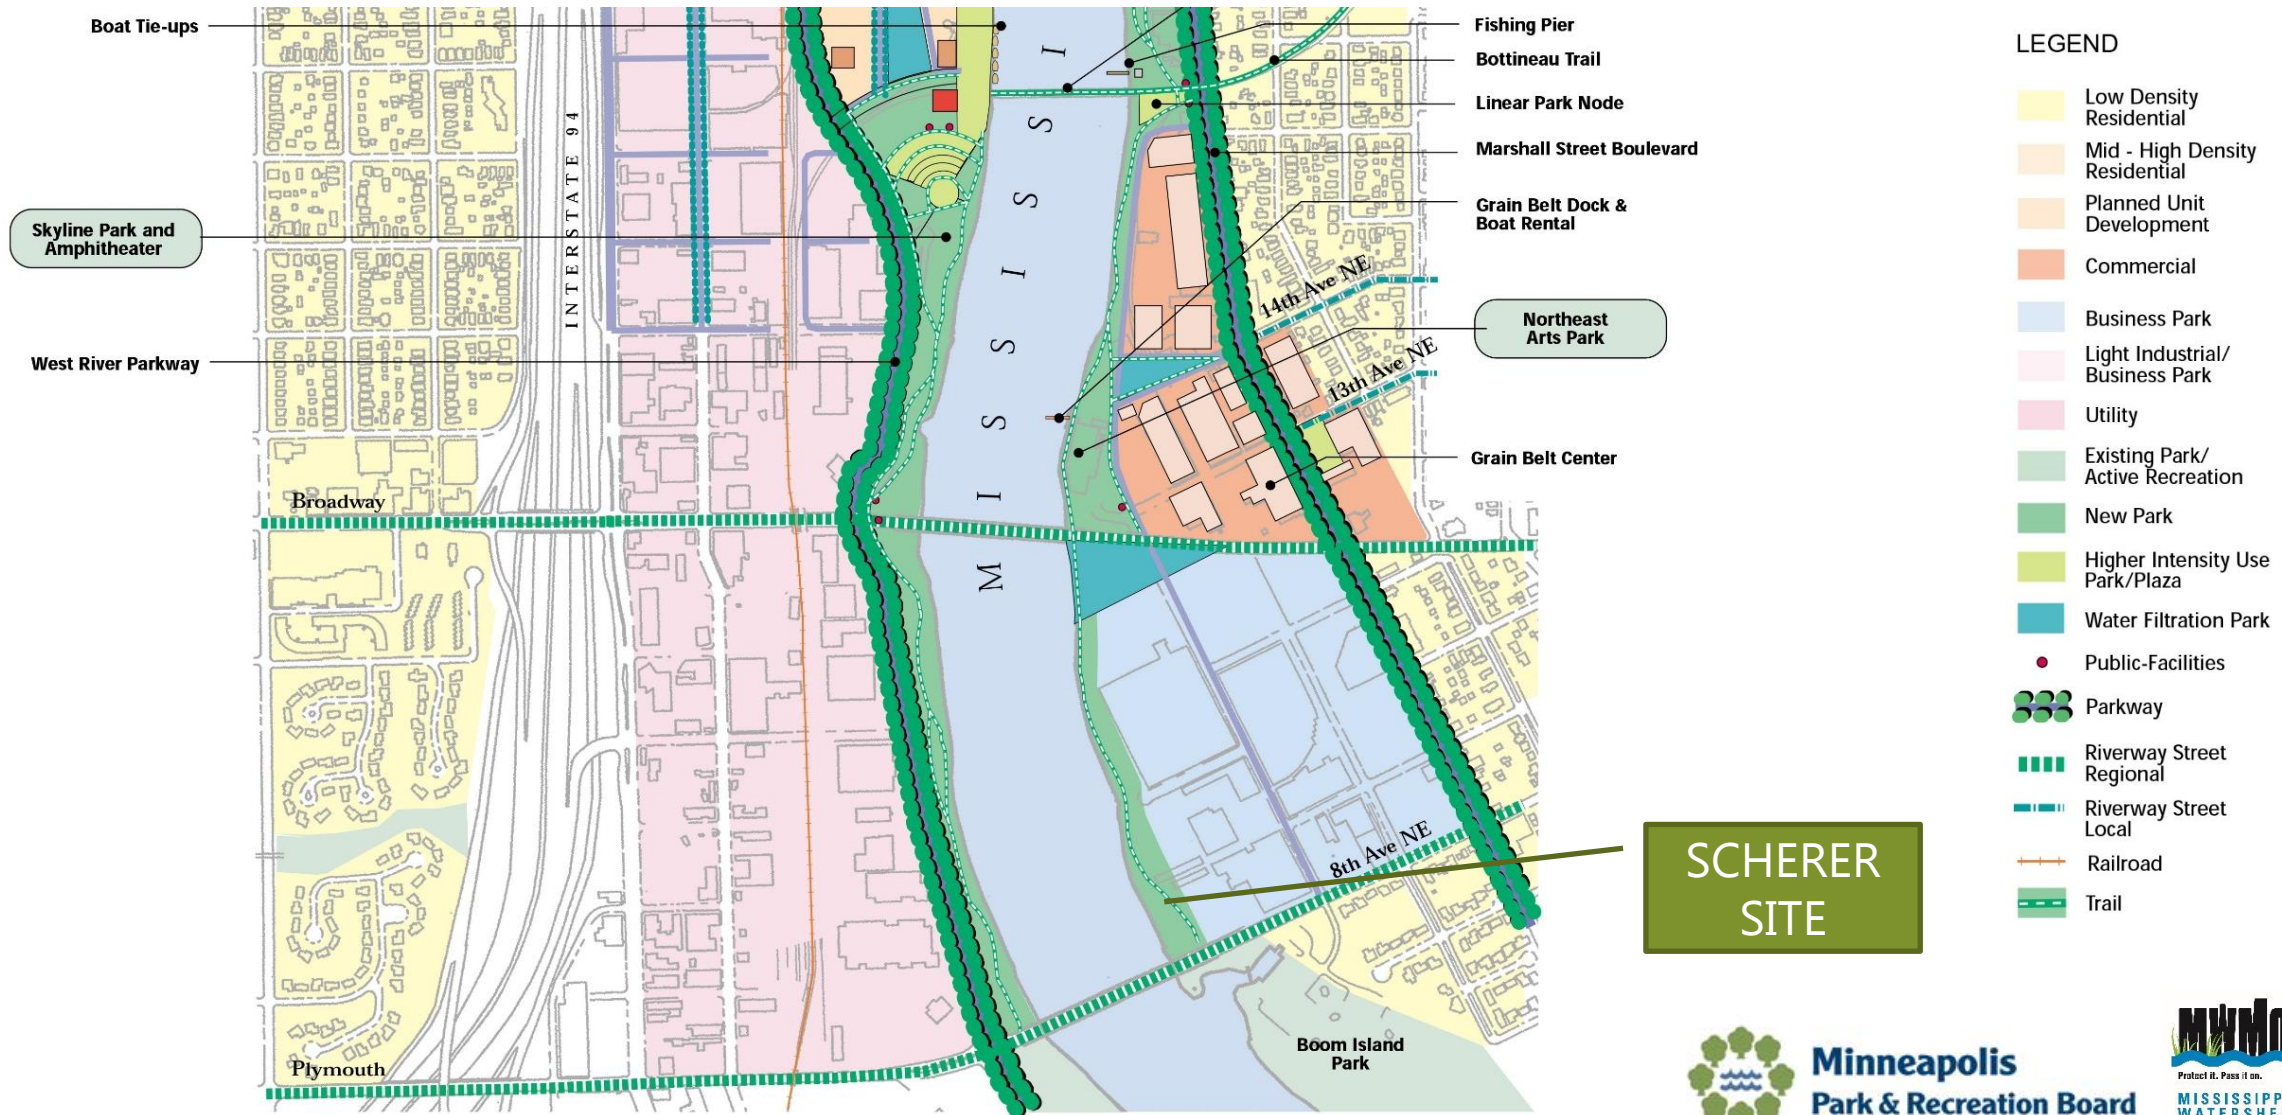 Boat Tie-ups
Skyline Park and
Amphitheater
West River Parkway
INTERSTATE 94
Broadway
Plymouth
MISSISSI
Fishing Pier
Bottineau Trail
Linear Park Node
Marshall Street Boulevard
Grain Belt Dock &
Boat Rental
14th Ave NE
Northeast
Arts Park
13th Ave NE
Grain Belt Center
8th Ave NE
SCHERER
SITE
Boom Island
Park
LEGEND
Low Density
Residential
Mid - High Density
Residential
Planned Unit
Development
Commercial
Business Park
Light Industrial/
Business Park
Utility
Existing Park/
Active Recreation
New Park
Higher Intensity Use
Park/Plaza
Water Filtration Park
Public-Facilities
Parkway
Riverway Street
Regional
Riverway Street
Local
Railroad
Trail
Minneapolis
Park & Recreation Board
Protect it. Pass it on.